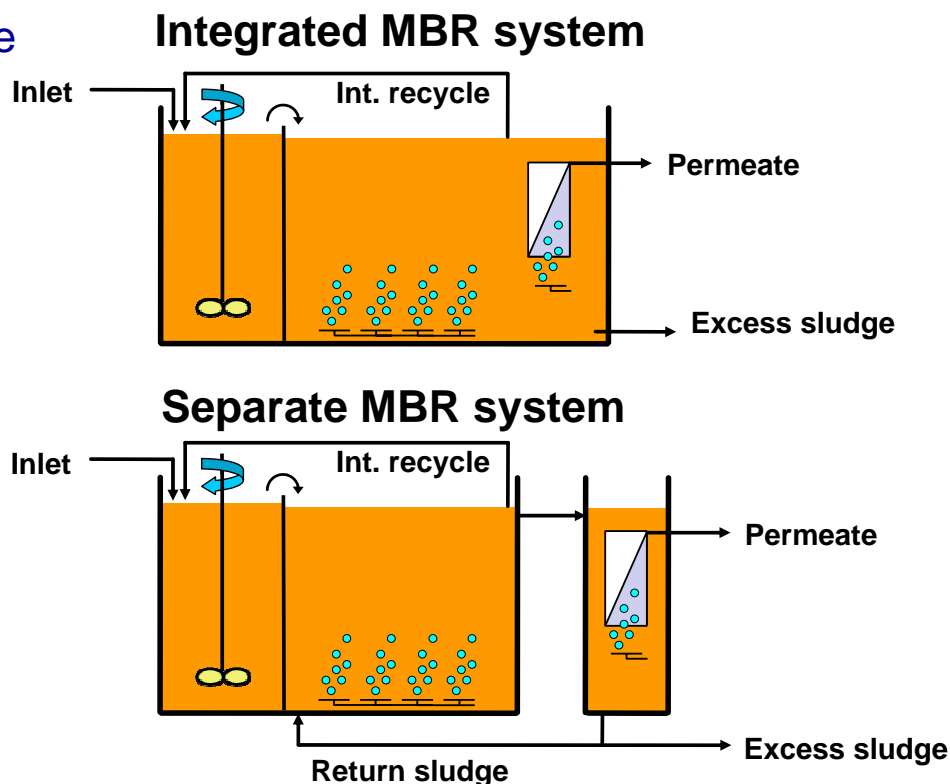 e
Integrated MBR system
Inlet
Int. recycle
Permeate
Excess sludge
Separate MBR system
Inlet
Int. recycle
Permeate
Excess sludge
Return sludge